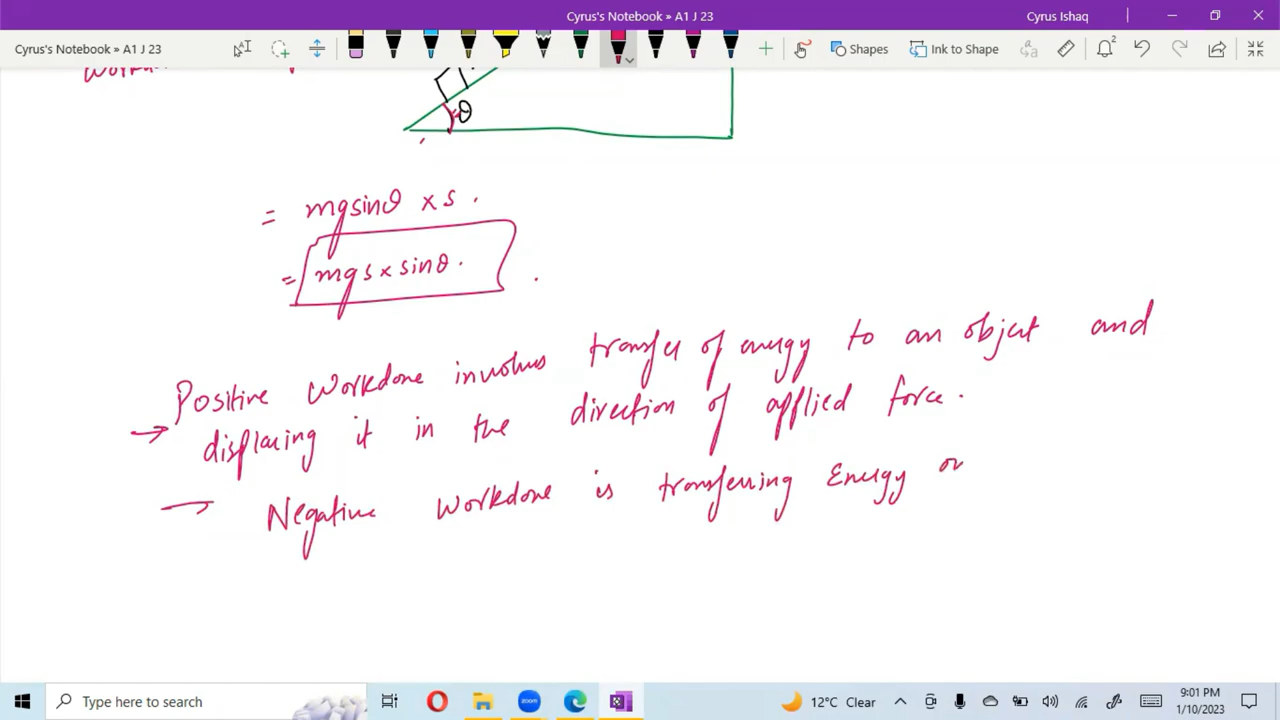 Cyrus's Notebook » A1 J 23
Cyrus Ishaq
Cyrus's Notebook » A1 J 23
Shapes
Ink to Shape
2
θ
= mgsinθ × s.
= mgs × sinθ.
→ Positive Workdone involves transfer of energy to an object and
displacing it in the direction of applied force.
→ Negative Workdone is transferring Energy or
Type here to search
12°C Clear
9:01 PM
1/10/2023